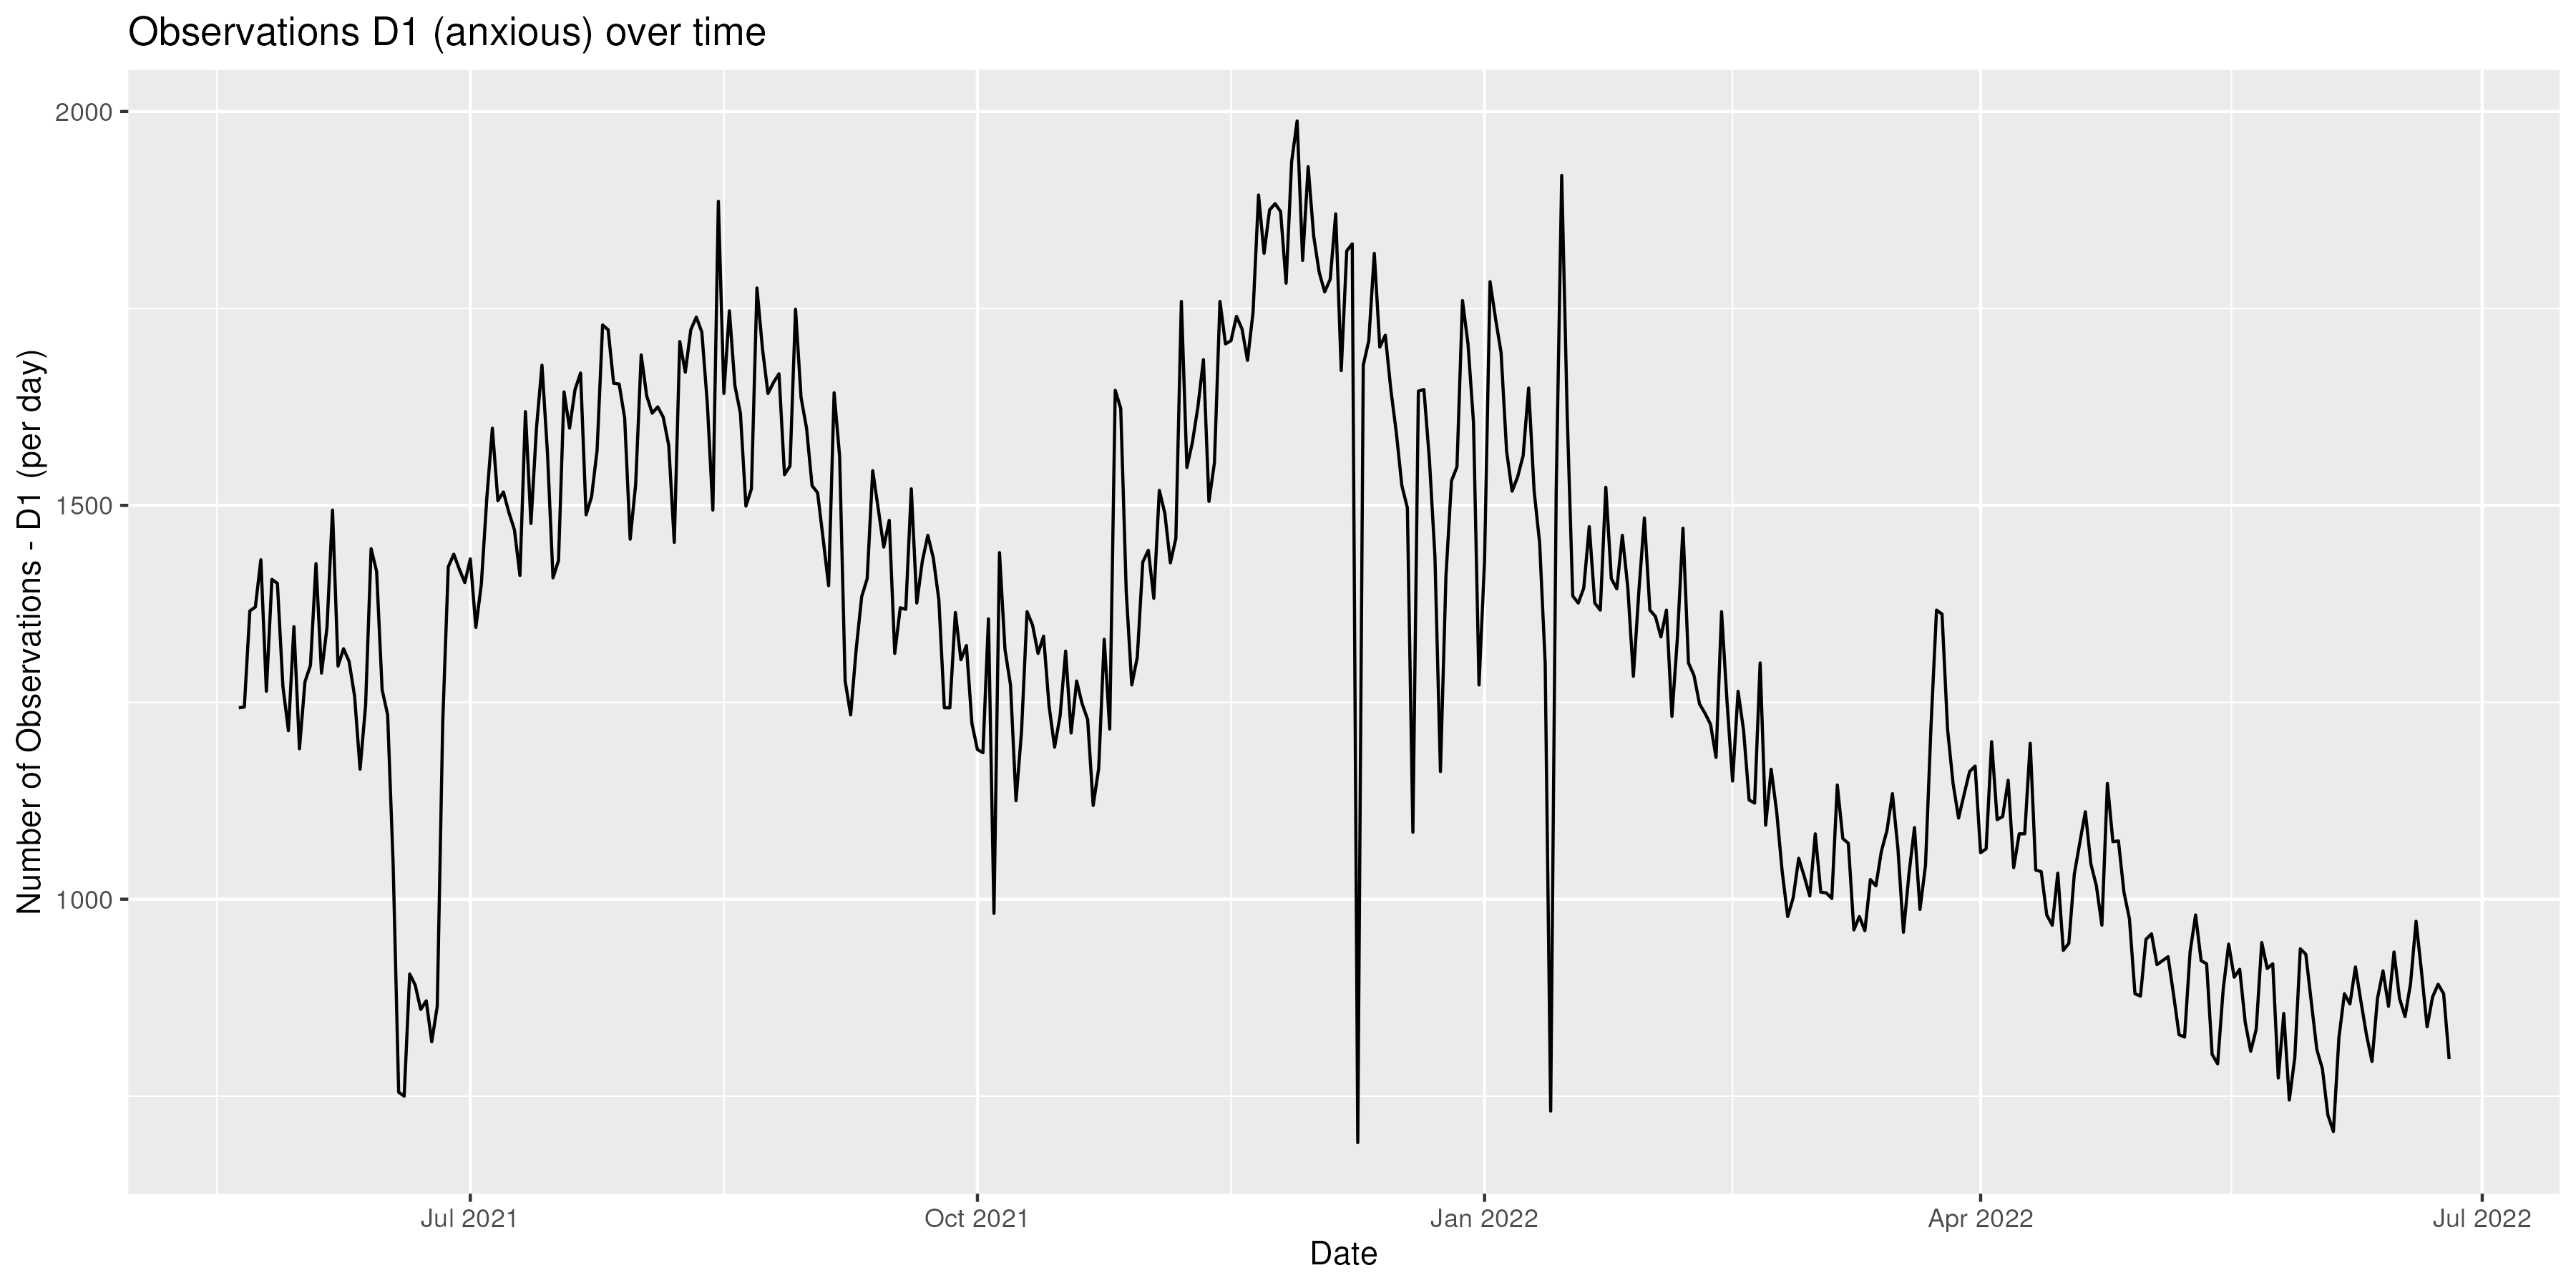 Observations D1 (anxious) over time
Number of Observations - D1 (per day)
2000
1500
1000
Jul 2021
Oct 2021
Jan 2022
Apr 2022
Jul 2022
Date